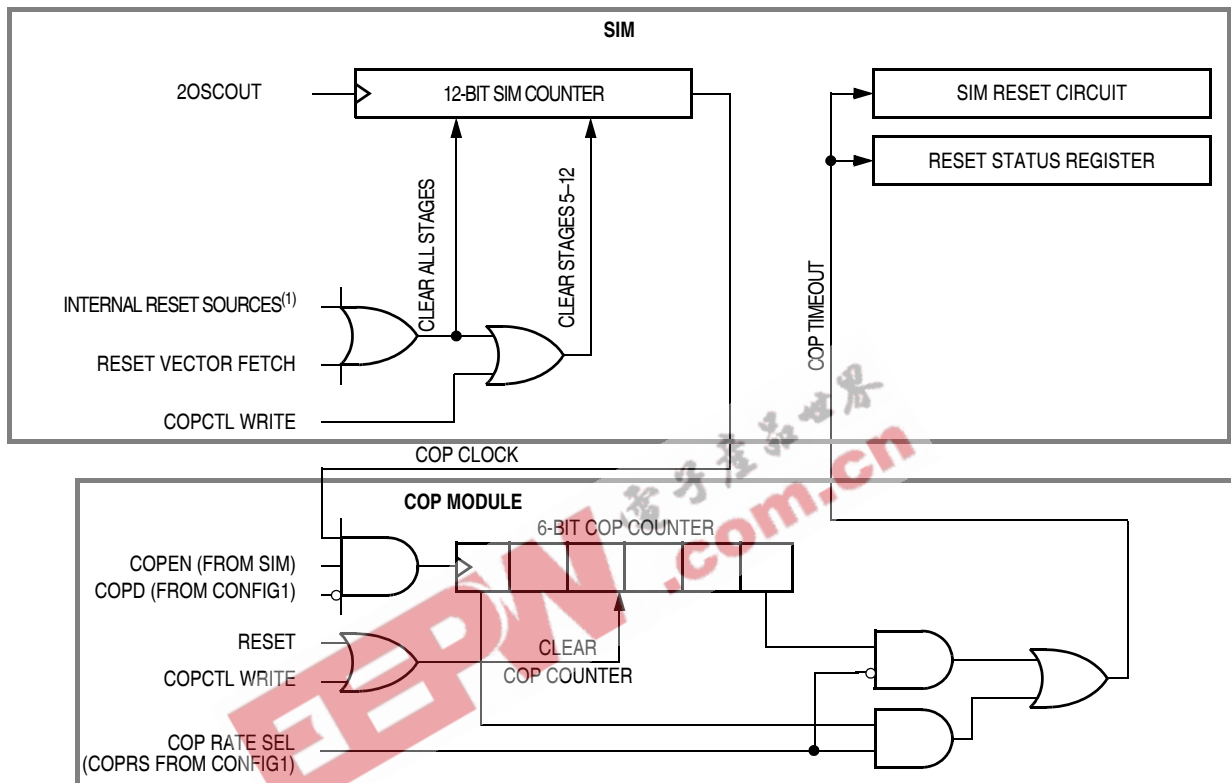 SIM
2OSCOUT
12-BIT SIM COUNTER
SIM RESET CIRCUIT
RESET STATUS REGISTER
CLEAR ALL STAGES
CLEAR STAGES 5–12
COP TIMEOUT
INTERNAL RESET SOURCES(1)
RESET VECTOR FETCH
COPCTL WRITE
COP CLOCK
COP MODULE
6-BIT COP COUNTER
COPEN (FROM SIM)
COPD (FROM CONFIG1)
RESET
COPCTL WRITE
CLEAR
COP COUNTER
COP RATE SEL
(COPRS FROM CONFIG1)
EEPW.com.cn
電子產品世界